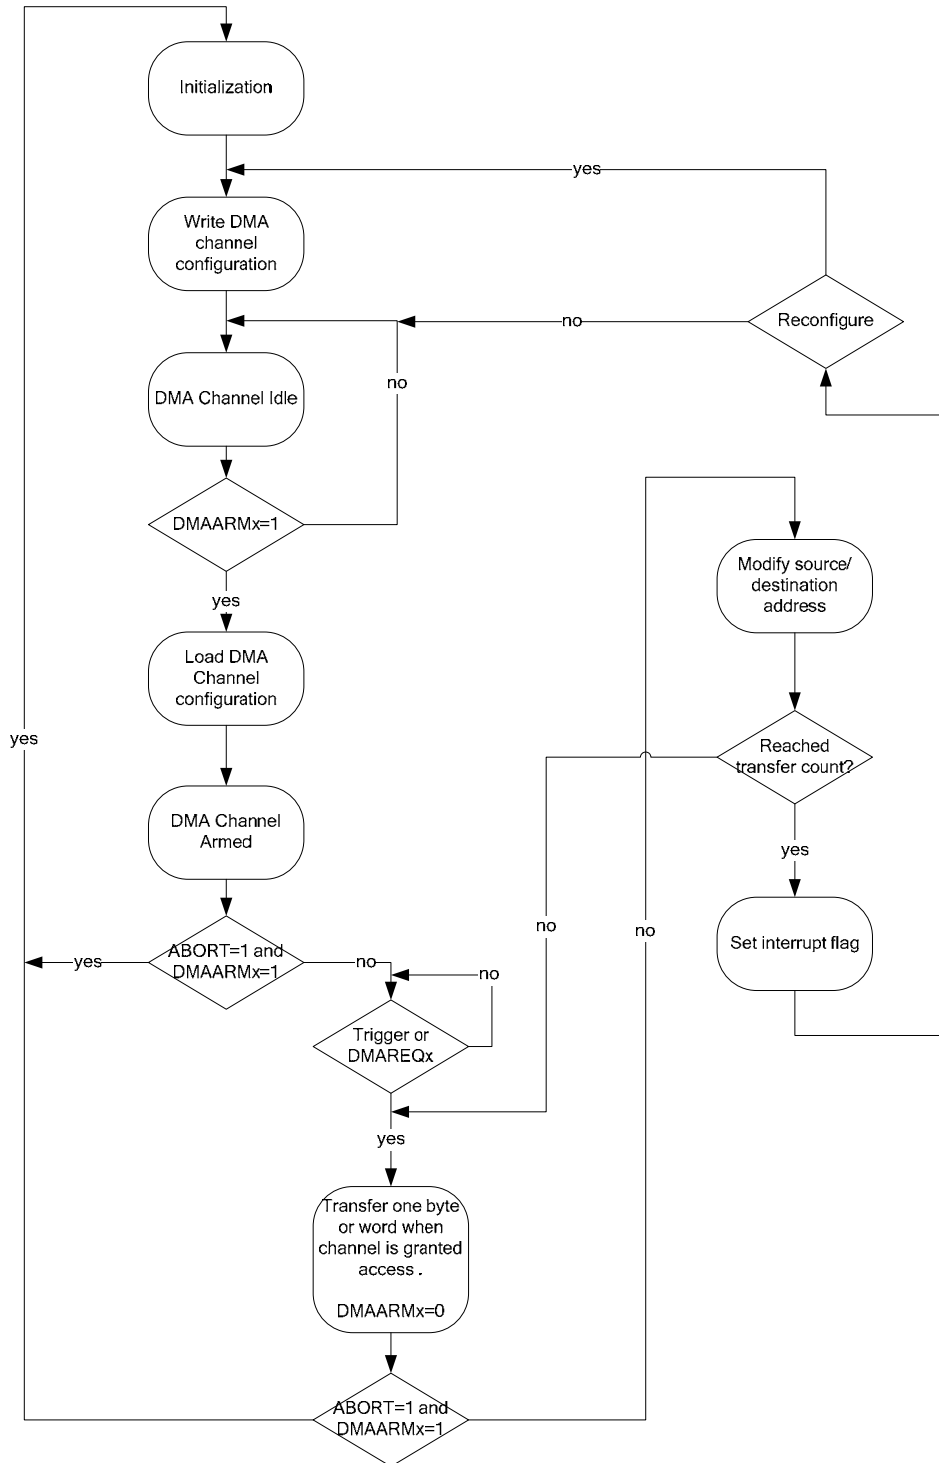 Initialization
yes
Write DMA
channel
configuration
no
Reconfigure
DMA Channel Idle
no
DMAARMx=1
yes
Load DMA
Channel
configuration
Modify source/
destination
address
yes
Reached
transfer count?
DMA Channel
Armed
yes
no
no
Set interrupt flag
ABORT=1 and
DMAARMx=1
yes
no
no
Trigger or
DMAREQx
yes
Transfer one byte
or word when
channel is granted
access .
DMAARMx=0
ABORT=1 and
DMAARMx=1